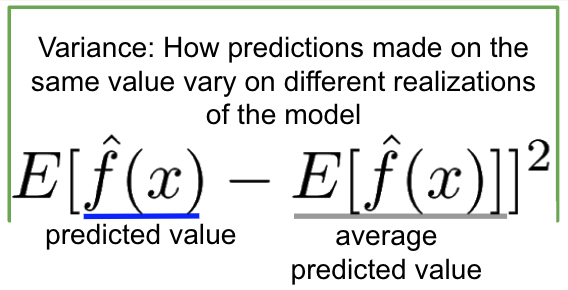 Variance: How predictions made on the
same value vary on different realizations
of the model
E[f̂(x) − E[f̂(x)]]²
predicted value
average
predicted value